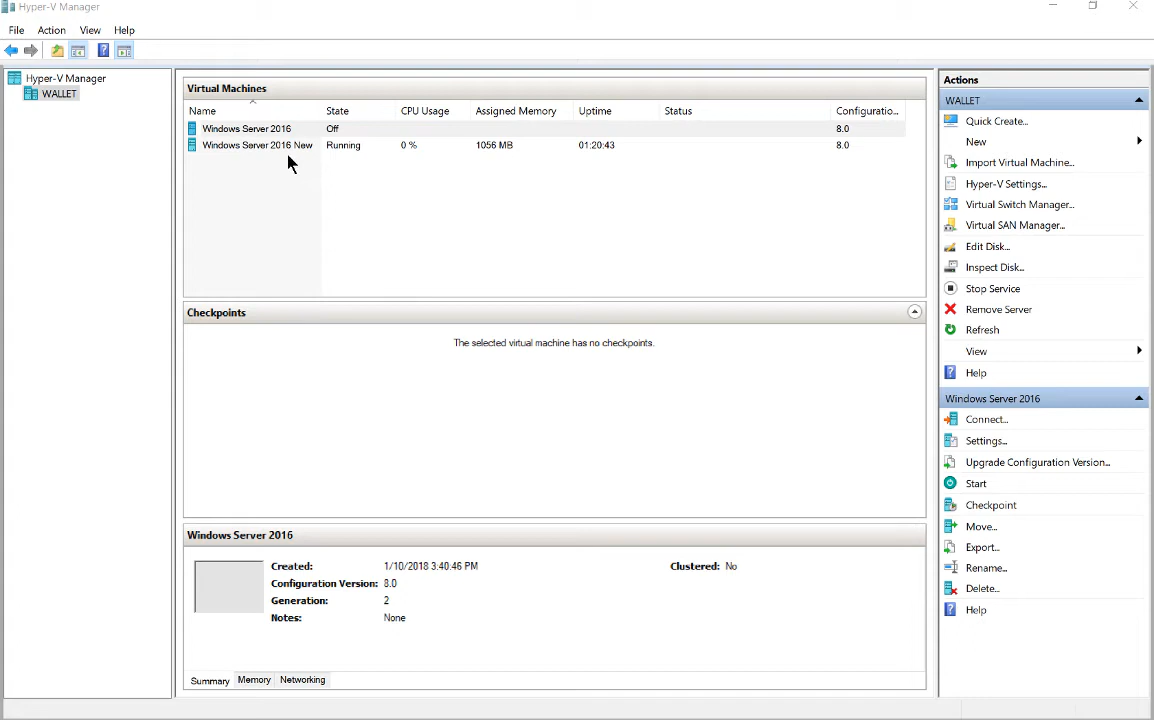 Hyper-V Manager
File Action View Help
Hyper-V Manager
WALLET
Virtual Machines
Name State CPU Usage Assigned Memory Uptime Status Configuratio...
Windows Server 2016 Off 8.0
Windows Server 2016 New Running 0 % 1056 MB 01:20:43 8.0
Checkpoints
The selected virtual machine has no checkpoints.
Windows Server 2016
Created: 1/10/2018 3:40:46 PM Clustered: No
Configuration Version: 8.0
Generation: 2
Notes: None
Summary Memory Networking
Actions
WALLET
Quick Create...
New
Import Virtual Machine...
Hyper-V Settings...
Virtual Switch Manager...
Virtual SAN Manager...
Edit Disk...
Inspect Disk...
Stop Service
Remove Server
Refresh
View
Help
Windows Server 2016
Connect...
Settings...
Upgrade Configuration Version...
Start
Checkpoint
Move...
Export...
Rename...
Delete...
Help